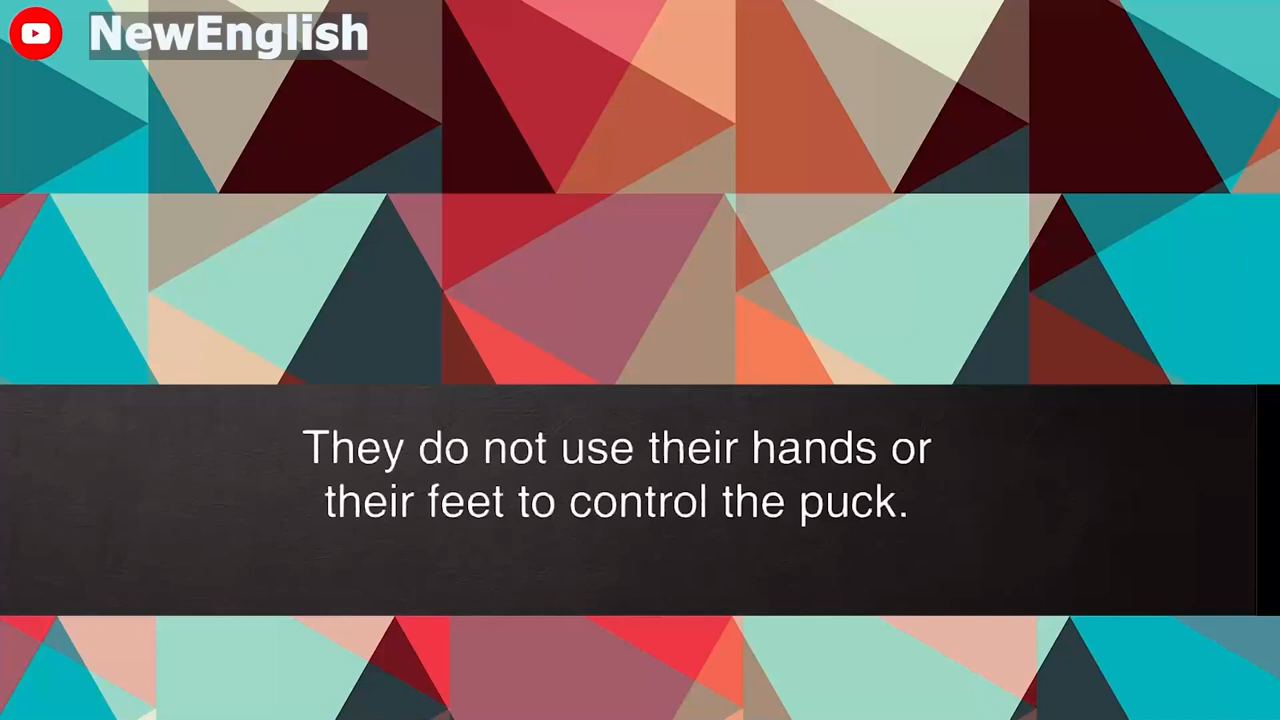 NewEnglish
They do not use their hands or
their feet to control the puck.